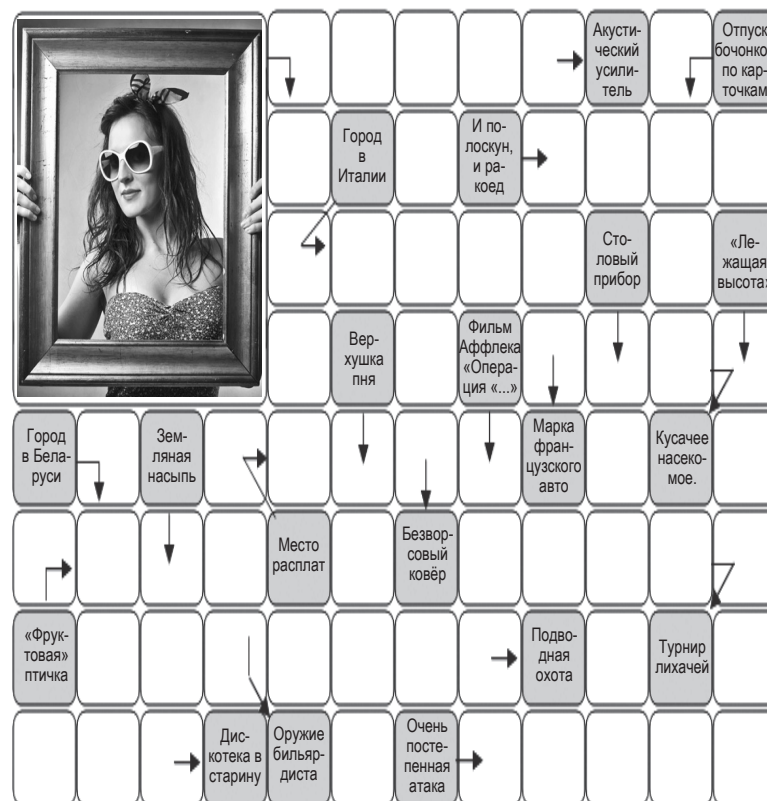 Акусти-
ческий
усили-
тель
Отпуск
бочонко
по кар-
точкам
Город
в
Италии
И по-
лоскун,
и ра-
коед
Сто-
ловый
прибор
«Ле-
жащая
высота»
Вер-
хушка
пня
Фильм
Аффлека
«Опера-
ция «...»
Город
в Бела-
руси
Зем-
ляная
насыпь
Марка
фран-
цузского
авто
Кусачее
насеко-
мое.
Место
расплат
Безвор-
совый
ковёр
«Фрук-
товая»
птичка
Подво-
дная
охота
Турнир
лихачей
Дис-
котека в
старину
Оружие
бильяр-
диста
Очень
посте-
пенная
атака